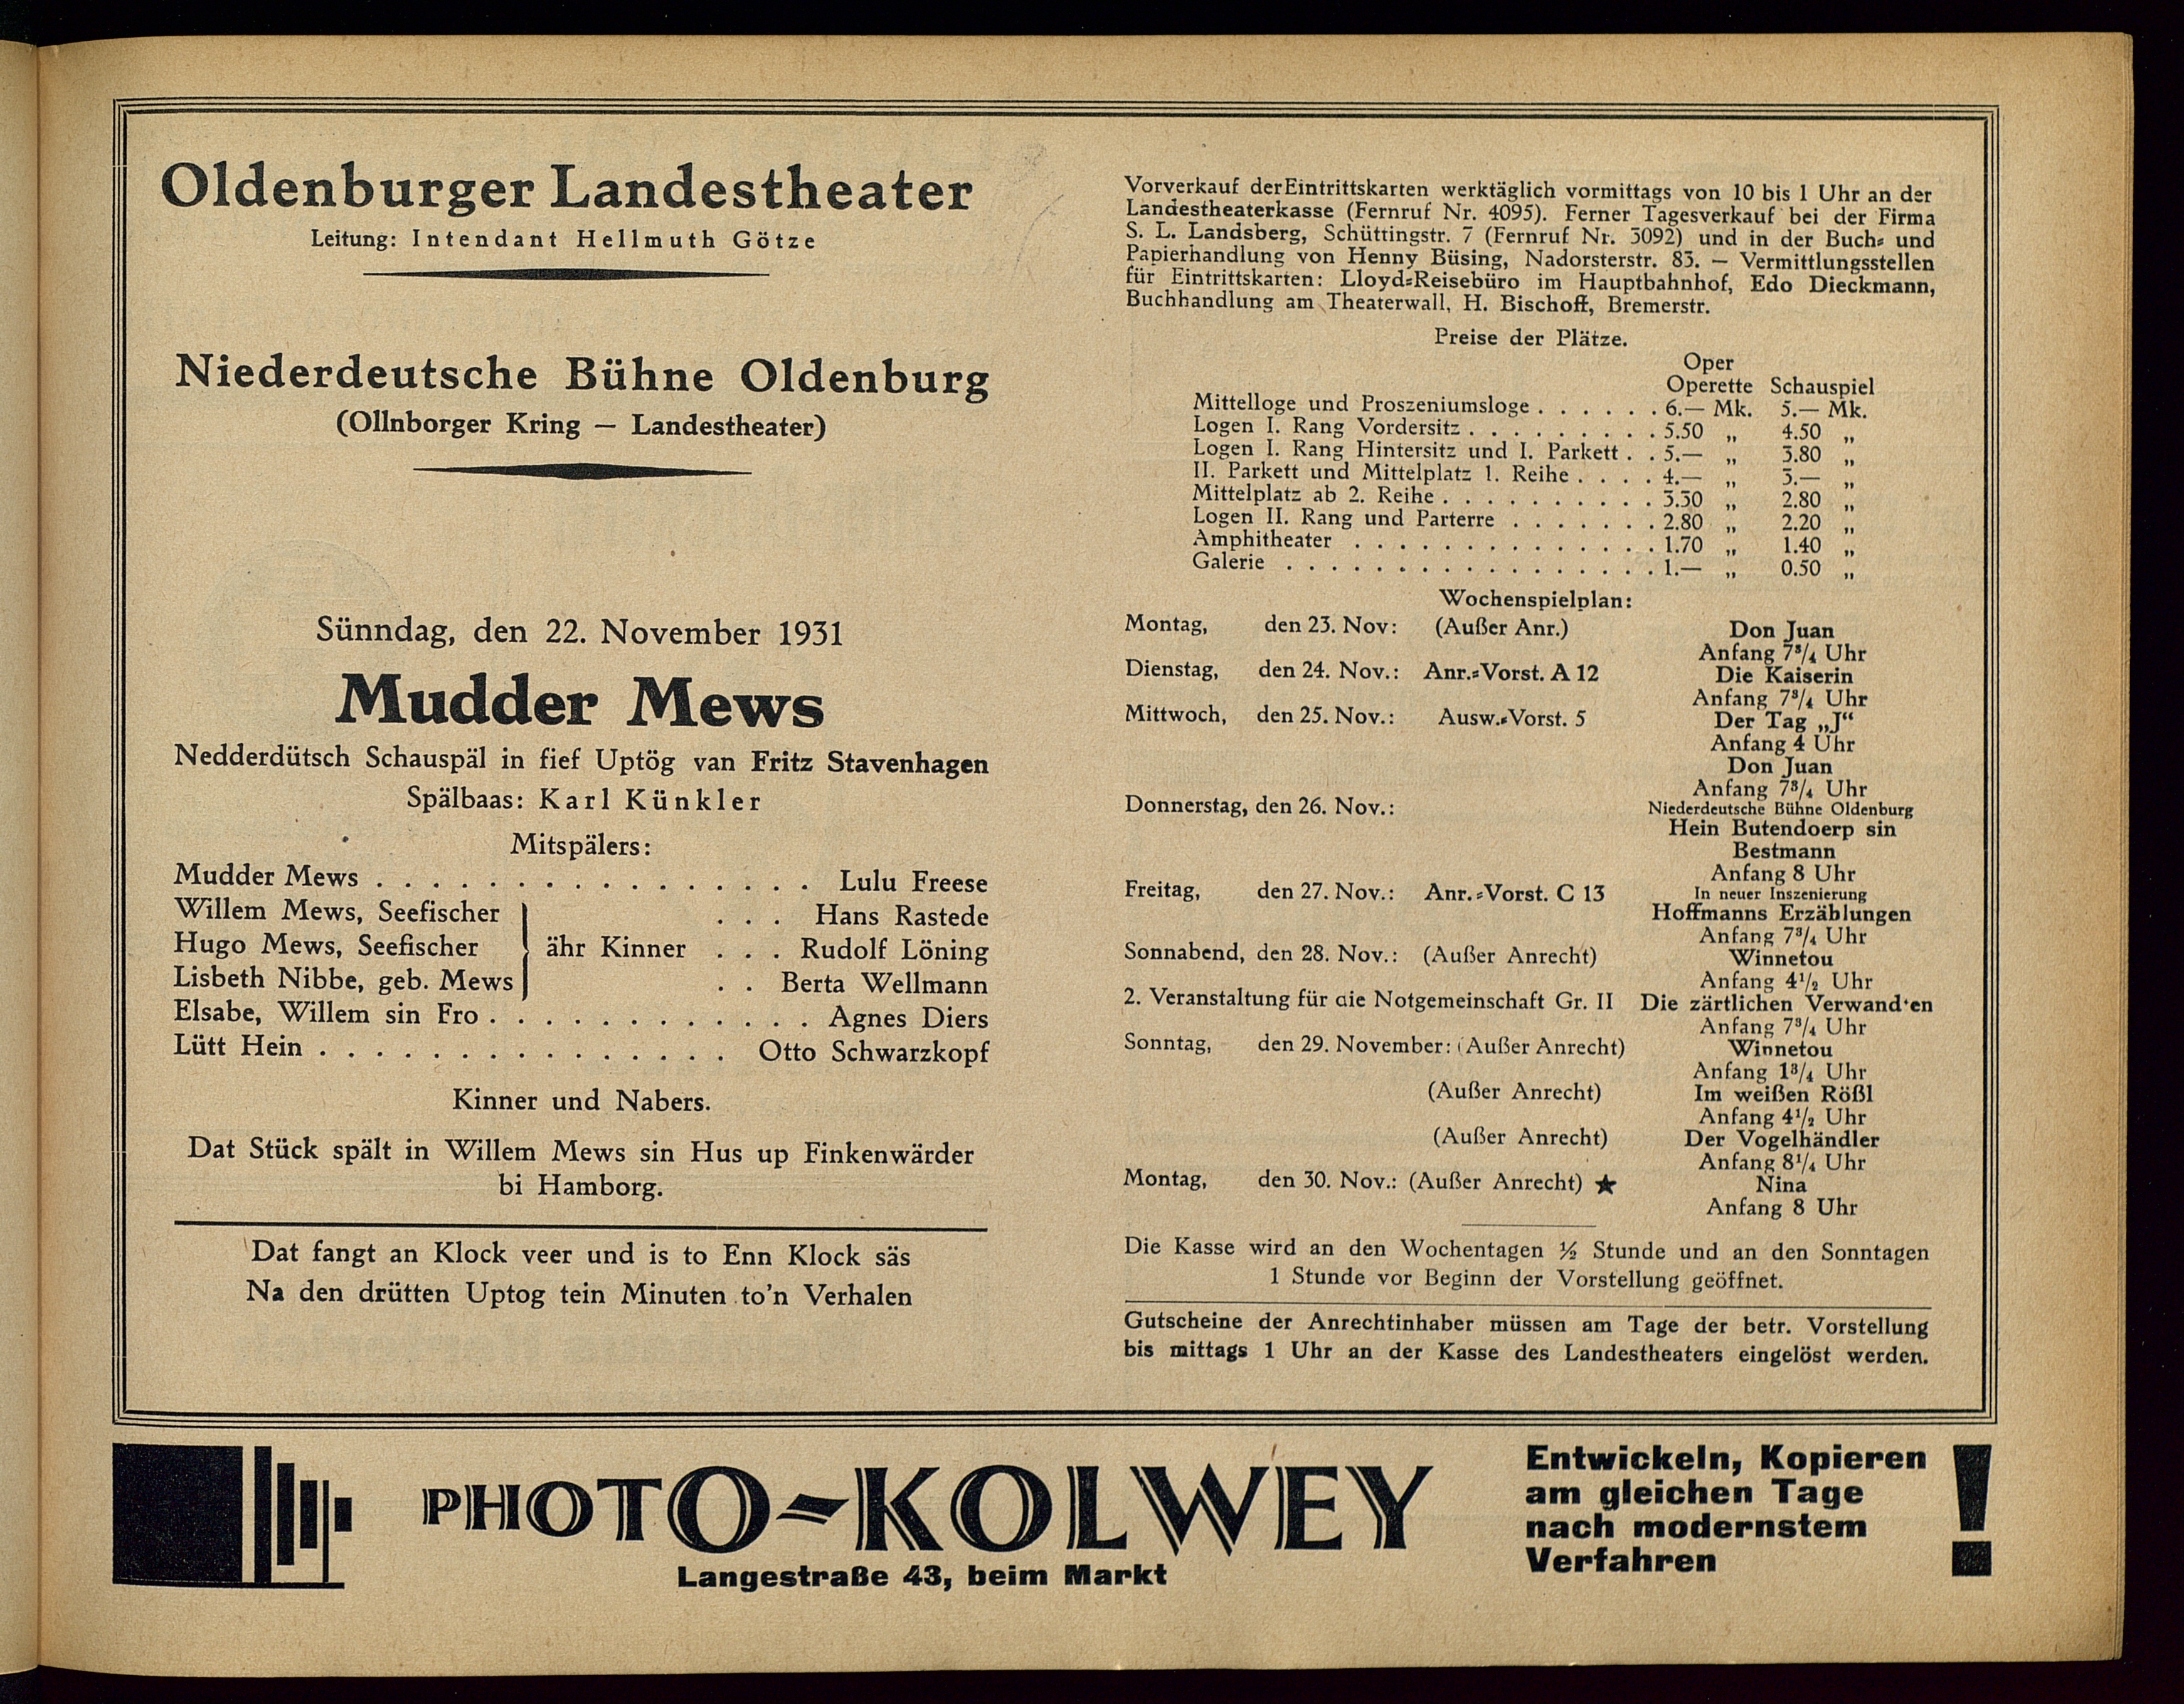 Oldenburger Landestheater
Leitung: Intendant Hellmuth Götze
Niederdeutsche Bühne Oldenburg
(Ollnborger Kring — Landestheater)
Sünndag, den 22. November 1931
Mudder Mews
Nedderdütsch Schauspäl in fief Uptög van Fritz Stavenhagen
Spälbaas: Karl Künkler
Mitspälers:
Mudder Mews . . . . . . . . . . . . . . . . Lulu Freese
Willem Mews, Seefischer . . . Hans Rastede
Hugo Mews, Seefischer } ähr Kinner . . . Rudolf Löning
Lisbeth Nibbe, geb. Mews . . Berta Wellmann
Elsabe, Willem sin Fro . . . . . . . . . . . . Agnes Diers
Lütt Hein . . . . . . . . . . . . . . . Otto Schwarzkopf
Kinner und Nabers.
Dat Stück spält in Willem Mews sin Hus up Finkenwärder
bi Hamborg.
Dat fangt an Klock veer und is to Enn Klock säs
Na den drütten Uptog tein Minuten to'n Verhalen
Vorverkauf der Eintrittskarten werktäglich vormittags von 10 bis 1 Uhr an der
Landestheaterkasse (Fernruf Nr. 4095). Ferner Tagesverkauf bei der Firma
S. L. Landsberg, Schüttingstr. 7 (Fernruf Nr. 3092) und in der Buch- und
Papierhandlung von Henny Büsing, Nadorsterstr. 83. — Vermittlungsstellen
für Eintrittskarten: Lloyd-Reisebüro im Hauptbahnhof, Edo Dieckmann,
Buchhandlung am Theaterwall, H. Bischoff, Bremerstr.
Preise der Plätze.
Oper
Operette Schauspiel
Mittelloge und Proszeniumsloge . . . . . . 6.— Mk. 5.— Mk.
Logen I. Rang Vordersitz . . . . . . . . . 5.50 „ 4.50 „
Logen I. Rang Hintersitz und I. Parkett . . 5.— „ 3.80 „
II. Parkett und Mittelplatz 1. Reihe . . . . 4.— „ 3.— „
Mittelplatz ab 2. Reihe . . . . . . . . . . 3.30 „ 2.80 „
Logen II. Rang und Parterre . . . . . . . 2.80 „ 2.20 „
Amphitheater . . . . . . . . . . . . . . 1.70 „ 1.40 „
Galerie . . . . . . . . . . . . . . . . . 1.— „ 0.50 „
Wochenspielplan:
Montag, den 23. Nov: (Außer Anr.) Don Juan
Anfang 7¾ Uhr
Dienstag, den 24. Nov.: Anr.-Vorst. A 12 Die Kaiserin
Anfang 7¾ Uhr
Mittwoch, den 25. Nov.: Ausw.-Vorst. 5 Der Tag „J“
Anfang 4 Uhr
Don Juan
Anfang 7¾ Uhr
Donnerstag, den 26. Nov.: Niederdeutsche Bühne Oldenburg
Hein Butendoerp sin
Bestmann
Anfang 8 Uhr
Freitag, den 27. Nov.: Anr.-Vorst. C 13 In neuer Inszenierung
Hoffmanns Erzählungen
Anfang 7¾ Uhr
Sonnabend, den 28. Nov.: (Außer Anrecht) Winnetou
Anfang 4½ Uhr
2. Veranstaltung für die Notgemeinschaft Gr. II Die zärtlichen Verwand'en
Anfang 7¾ Uhr
Sonntag, den 29. November: (Außer Anrecht) Winnetou
Anfang 1¾ Uhr
(Außer Anrecht) Im weißen Rößl
Anfang 4½ Uhr
(Außer Anrecht) Der Vogelhändler
Anfang 8¼ Uhr
Montag, den 30. Nov.: (Außer Anrecht) ★ Nina
Anfang 8 Uhr
Die Kasse wird an den Wochentagen ½ Stunde und an den Sonntagen
1 Stunde vor Beginn der Vorstellung geöffnet.
Gutscheine der Anrechtinhaber müssen am Tage der betr. Vorstellung
bis mittags 1 Uhr an der Kasse des Landestheaters eingelöst werden.
PHOTO-KOLWEY
Langestraße 43, beim Markt
Entwickeln, Kopieren
am gleichen Tage
nach modernstem
Verfahren !